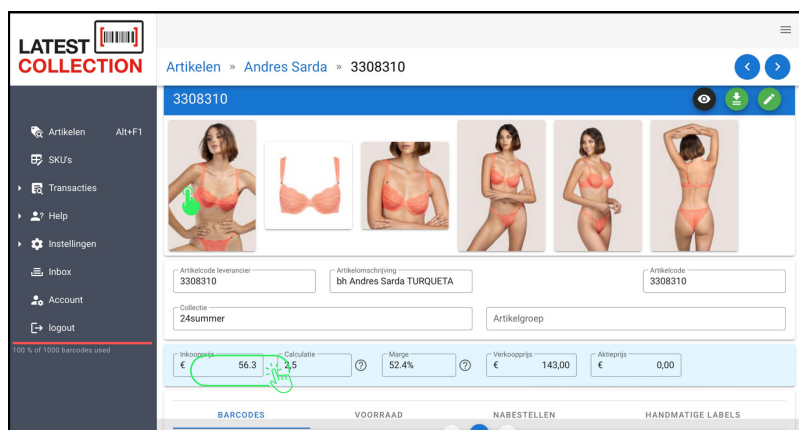 LATEST
COLLECTION
Artikelen » Andres Sarda » 3308310
3308310
Artikelen Alt+F1
SKU's
Transacties
Help
Instellingen
Inbox
Account
logout
100 % of 1000 barcodes used
Artikelcode leverancier
3308310
Artikelomschrijving
bh Andres Sarda TURQUETA
Artikelcode
3308310
Collectie
24summer
Artikelgroep
Inkoopprijs
€ 56.3
Calculatie
2,5
Marge
52.4%
Verkoopprijs
€ 143,00
Aktieprijs
€ 0,00
BARCODES VOORRAAD NABESTELLEN HANDMATIGE LABELS